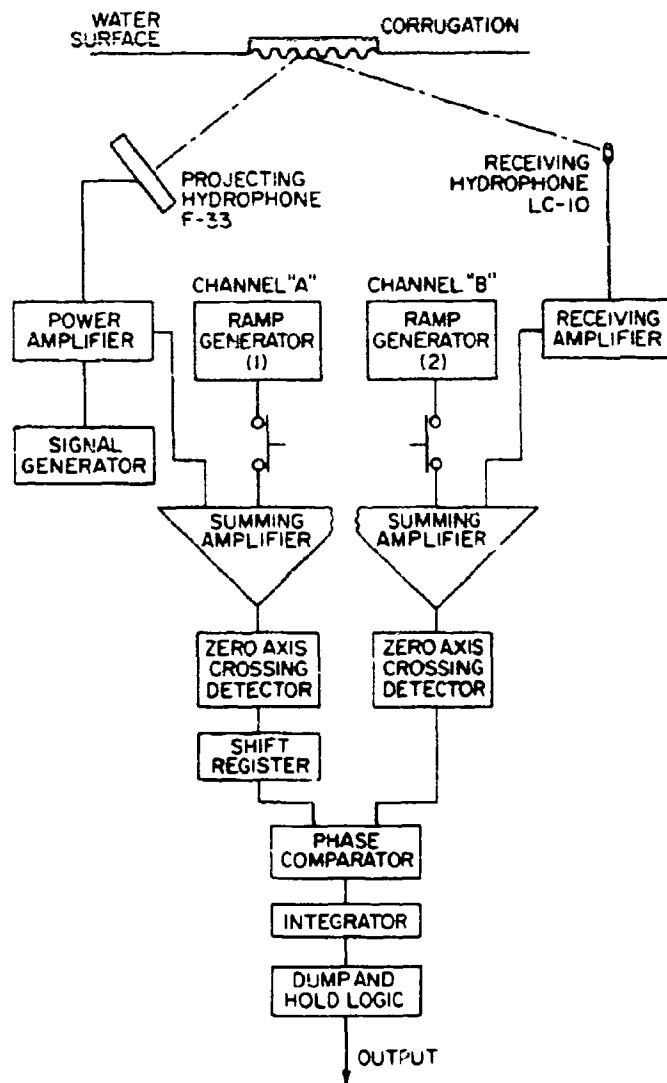 WATER
SURFACE
CORRUGATION
PROJECTING
HYDROPHONE
F-33
RECEIVING
HYDROPHONE
LC-10
CHANNEL "A"
CHANNEL "B"
POWER
AMPLIFIER
RAMP
GENERATOR
(1)
RAMP
GENERATOR
(2)
RECEIVING
AMPLIFIER
SIGNAL
GENERATOR
SUMMING
AMPLIFIER
SUMMING
AMPLIFIER
ZERO AXIS
CROSSING
DETECTOR
ZERO AXIS
CROSSING
DETECTOR
SHIFT
REGISTER
PHASE
COMPARATOR
INTEGRATOR
DUMP AND
HOLD LOGIC
OUTPUT